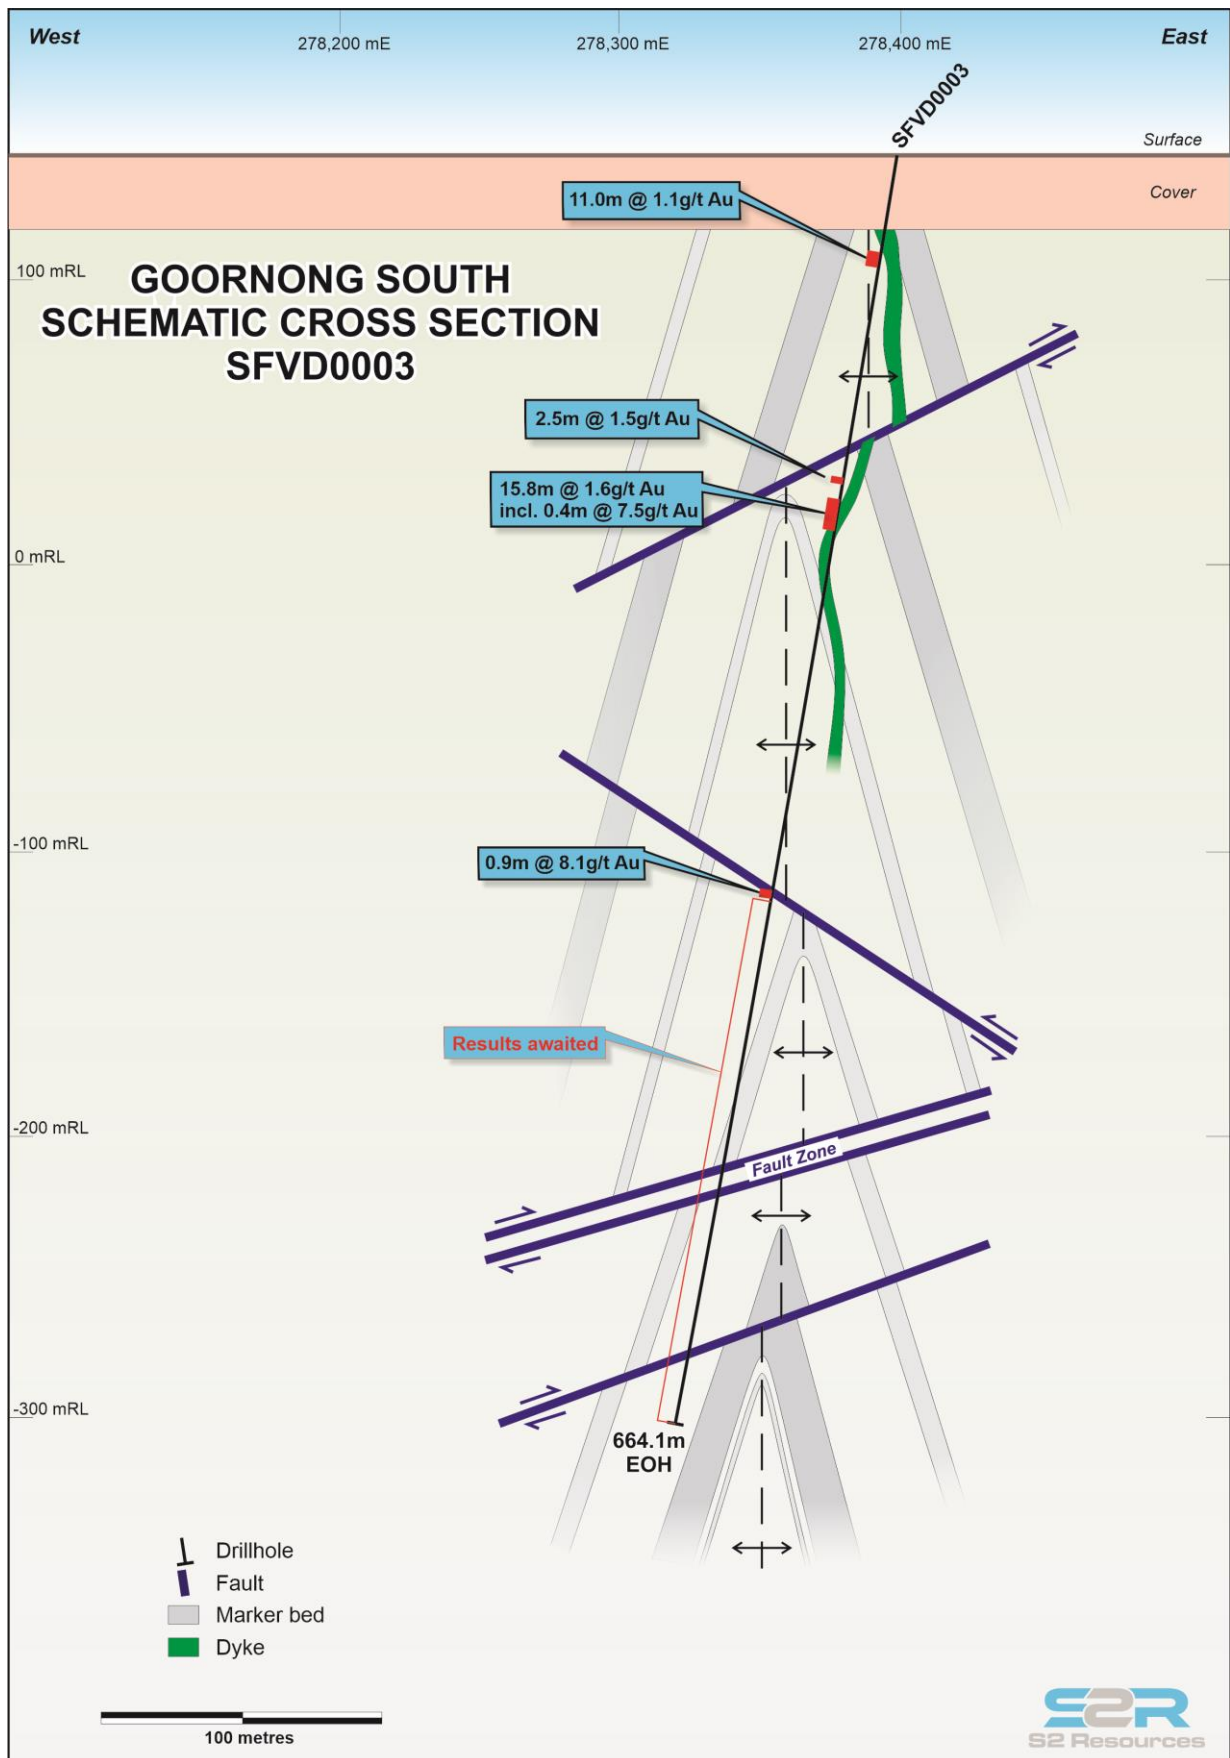 West
278,200 mE
278,300 mE
278,400 mE
East
SFVD0003
Surface
Cover
11.0m @ 1.1g/t Au
100 mRL
GOORNONG SOUTH
SCHEMATIC CROSS SECTION
SFVD0003
2.5m @ 1.5g/t Au
15.8m @ 1.6g/t Au
incl. 0.4m @ 7.5g/t Au
0 mRL
-100 mRL
0.9m @ 8.1g/t Au
Results awaited
-200 mRL
Fault Zone
-300 mRL
664.1m
EOH
Drillhole
Fault
Marker bed
Dyke
100 metres
S2R
S2 Resources